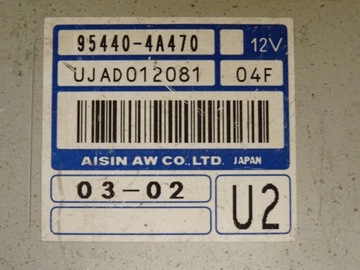 95440-4A470 12V
UJAD012081 04F
AISIN AW CO.,LTD. JAPAN
03-02
U2